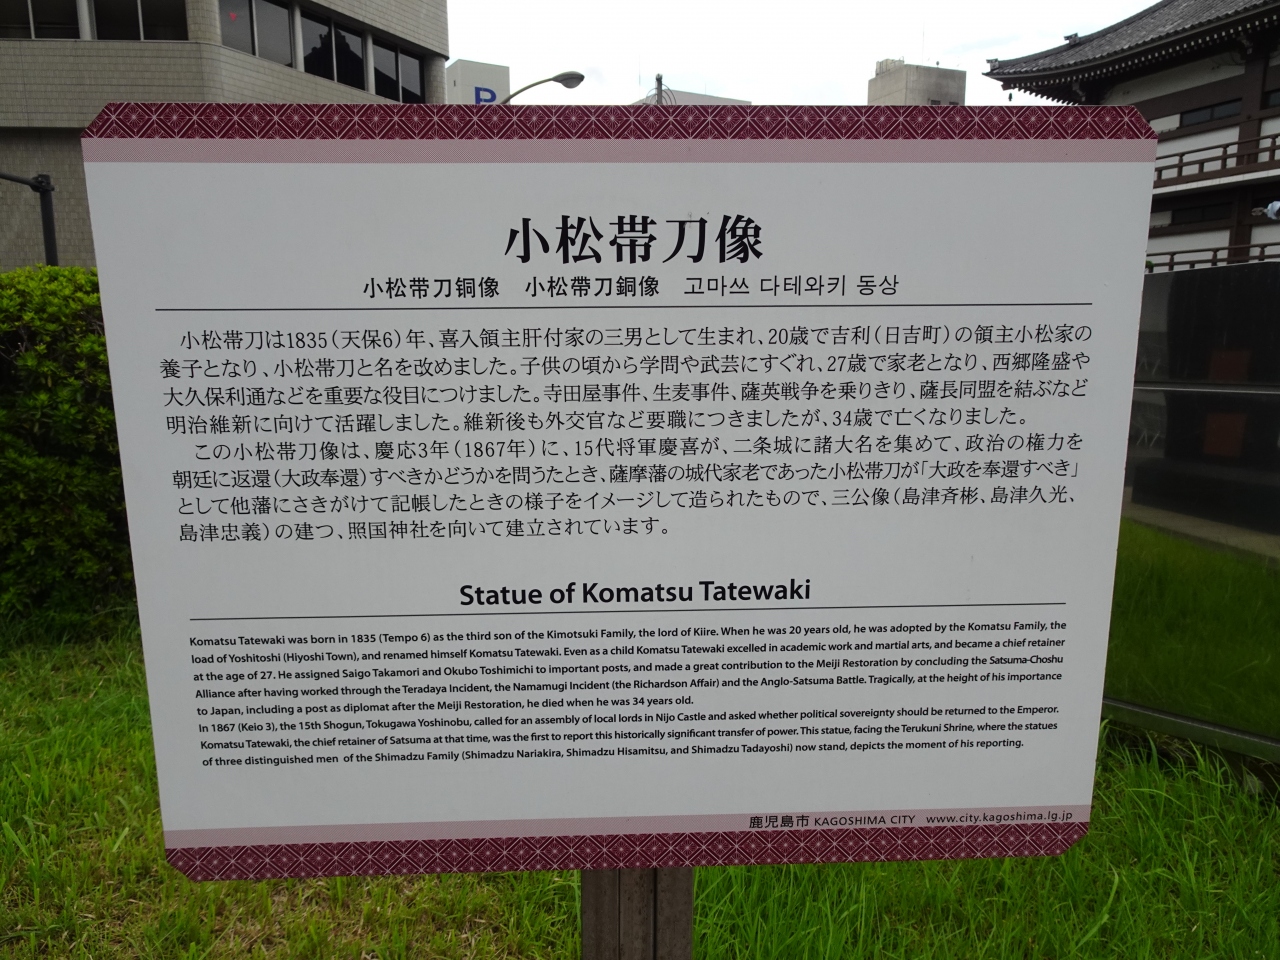 P
小松帯刀像
小松带刀铜像 小松帶刀銅像 고마쓰 다테와키 동상
小松帯刀は1835(天保6)年、喜入領主肝付家の三男として生まれ、20歳で吉利(日吉町)の領主小松家の
養子となり、小松帯刀と名を改めました。子供の頃から学問や武芸にすぐれ、27歳で家老となり、西郷隆盛や
大久保利通などを重要な役目につけました。寺田屋事件、生麦事件、薩英戦争を乗りきり、薩長同盟を結ぶなど
明治維新に向けて活躍しました。維新後も外交官など要職につきましたが、34歳で亡くなりました。
この小松帯刀像は、慶応3年(1867年)に、15代将軍慶喜が、二条城に諸大名を集めて、政治の権力を
朝廷に返還(大政奉還)すべきかどうかを問うたとき、薩摩藩の城代家老であった小松帯刀が「大政を奉還すべき」
として他藩にさきがけて記帳したときの様子をイメージして造られたもので、三公像(島津斉彬、島津久光、
島津忠義)の建つ、照国神社を向いて建立されています。
Statue of Komatsu Tatewaki
Komatsu Tatewaki was born in 1835 (Tempo 6) as the third son of the Kimotsuki Family, the lord of Kiire. When he was 20 years old, he was adopted by the Komatsu Family, the
load of Yoshitoshi (Hiyoshi Town), and renamed himself Komatsu Tatewaki. Even as a child Komatsu Tatewaki excelled in academic work and martial arts, and became a chief retainer
at the age of 27. He assigned Saigo Takamori and Okubo Toshimichi to important posts, and made a great contribution to the Meiji Restoration by concluding the Satsuma-Choshu
Alliance after having worked through the Teradaya Incident, the Namamugi Incident (the Richardson Affair) and the Anglo-Satsuma Battle. Tragically, at the height of his importance
to Japan, including a post as diplomat after the Meiji Restoration, he died when he was 34 years old.
In 1867 (Keio 3), the 15th Shogun, Tokugawa Yoshinobu, called for an assembly of local lords in Nijo Castle and asked whether political sovereignty should be returned to the Emperor.
Komatsu Tatewaki, the chief retainer of Satsuma at that time, was the first to report this historically significant transfer of power. This statue, facing the Terukuni Shrine, where the statues
of three distinguished men of the Shimadzu Family (Shimadzu Nariakira, Shimadzu Hisamitsu, and Shimadzu Tadayoshi) now stand, depicts the moment of his reporting.
鹿児島市 KAGOSHIMA CITY www.city.kagoshima.lg.jp